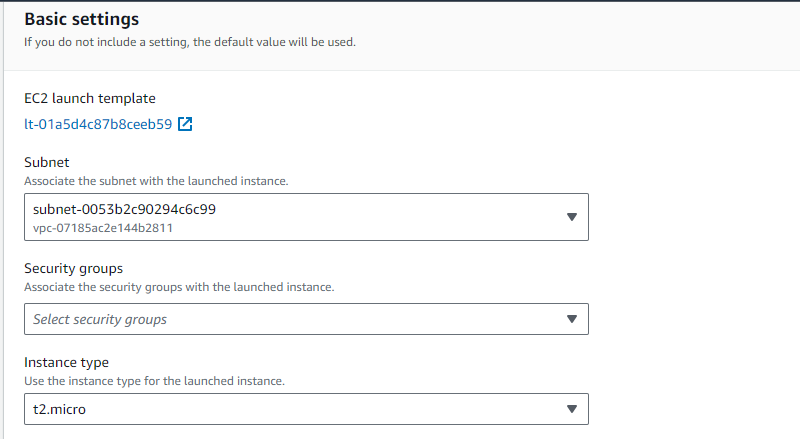 Basic settings
If you do not include a setting, the default value will be used.
EC2 launch template
lt-01a5d4c87b8ceeb59
Subnet
Associate the subnet with the launched instance.
subnet-0053b2c90294c6c99
vpc-07185ac2e144b2811
Security groups
Associate the security groups with the launched instance.
Select security groups
Instance type
Use the instance type for the launched instance.
t2.micro